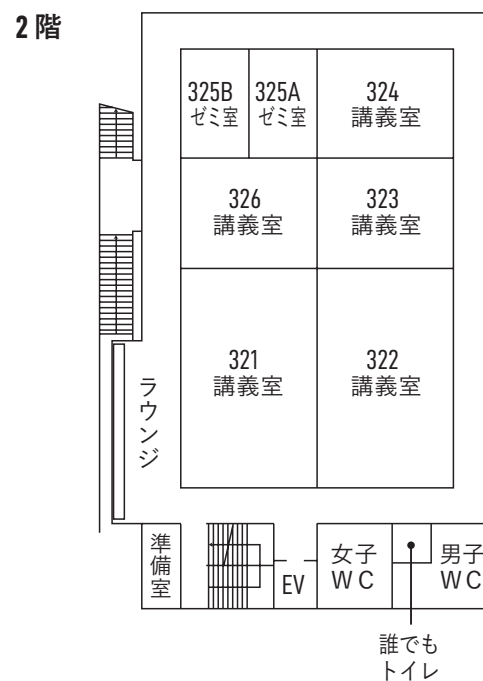 2階
325B
ゼミ室
325A
ゼミ室
324
講義室
326
講義室
323
講義室
321
講義室
322
講義室
ラウンジ
準備室
EV
女子
WC
男子
WC
誰でも
トイレ